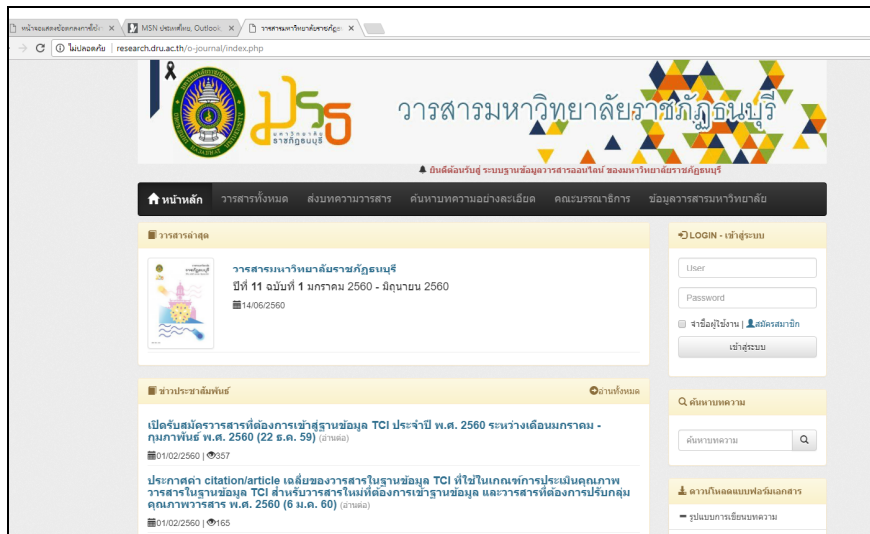 MSN ประเทศไทย, Outlook
วารสารมหาวิทยาลัยราชภัฏธ
ไม่ปลอดภัย | research.dru.ac.th/o-journal/index.php
มรธ
มหาวิทยาลัย
ราชภัฏธนบุรี
วารสารมหาวิทยาลัยราชภัฏธนบุรี
ยินดีต้อนรับสู่ ระบบฐานข้อมูลวารสารออนไลน์ ของมหาวิทยาลัยราชภัฏธนบุรี
หน้าหลัก วารสารทั้งหมด ส่งบทความวารสาร ค้นหาบทความอย่างละเอียด คณะบรรณาธิการ ข้อมูลวารสารมหาวิทยาลัย
วารสารล่าสุด
วารสารมหาวิทยาลัยราชภัฏธนบุรี
ปีที่ 11 ฉบับที่ 1 มกราคม 2560 - มิถุนายน 2560
14/06/2560
ข่าวประชาสัมพันธ์ อ่านทั้งหมด
เปิดรับสมัครวารสารที่ต้องการเข้าสู่ฐานข้อมูล TCI ประจำปี พ.ศ. 2560 ระหว่างเดือนมกราคม -
กุมภาพันธ์ พ.ศ. 2560 (22 ธ.ค. 59) (อ่านต่อ)
01/02/2560 | 357
ประกาศค่า citation/article เฉลี่ยของวารสารในฐานข้อมูล TCI ที่ใช้ในเกณฑ์การประเมินคุณภาพ
วารสารในฐานข้อมูล TCI สำหรับวารสารใหม่ที่ต้องการเข้าฐานข้อมูล และวารสารที่ต้องการปรับกลุ่ม
คุณภาพวารสาร พ.ศ. 2560 (6 ม.ค. 60) (อ่านต่อ)
01/02/2560 | 165
LOGIN - เข้าสู่ระบบ
User
Password
จำชื่อผู้ใช้งาน | สมัครสมาชิก
เข้าสู่ระบบ
ค้นหาบทความ
ค้นหาบทความ
ดาวน์โหลดแบบฟอร์มเอกสาร
รูปแบบการเขียนบทความ